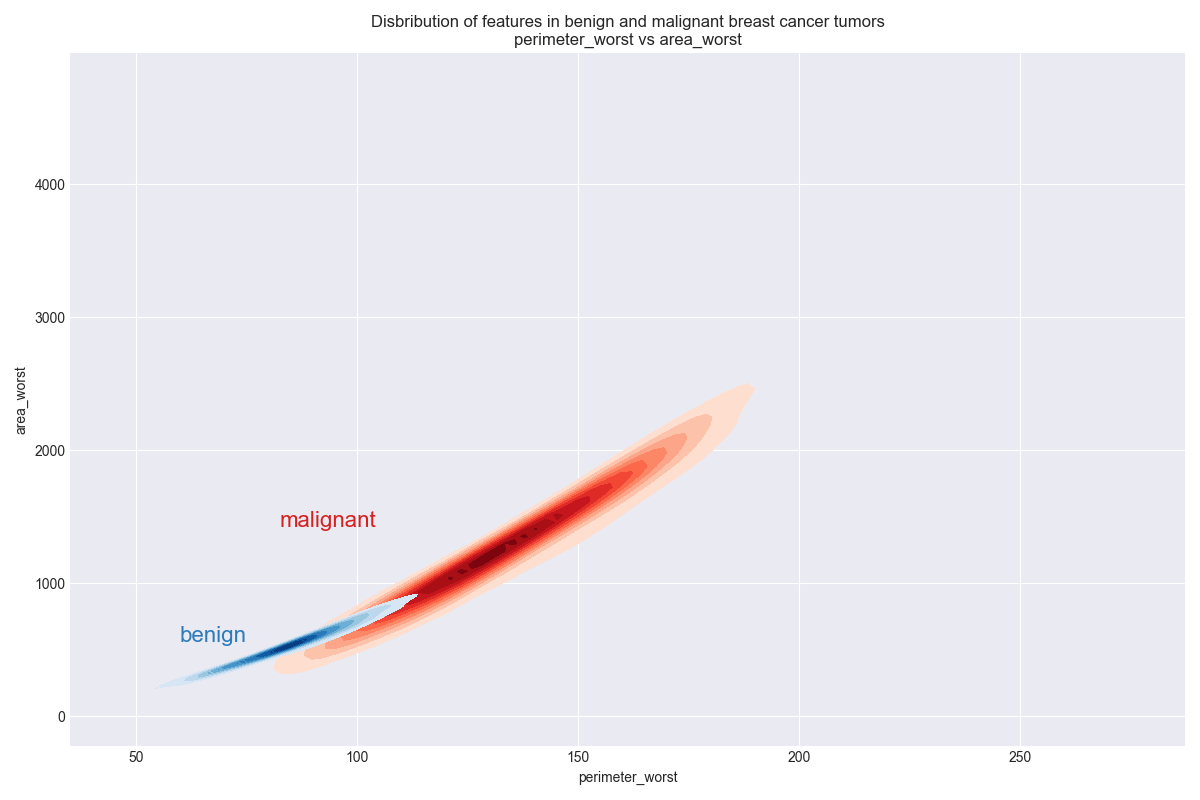 Disbribution of features in benign and malignant breast cancer tumors
perimeter_worst vs area_worst
4000
3000
2000
1000
0
area_worst
malignant
benign
50
100
150
200
250
perimeter_worst